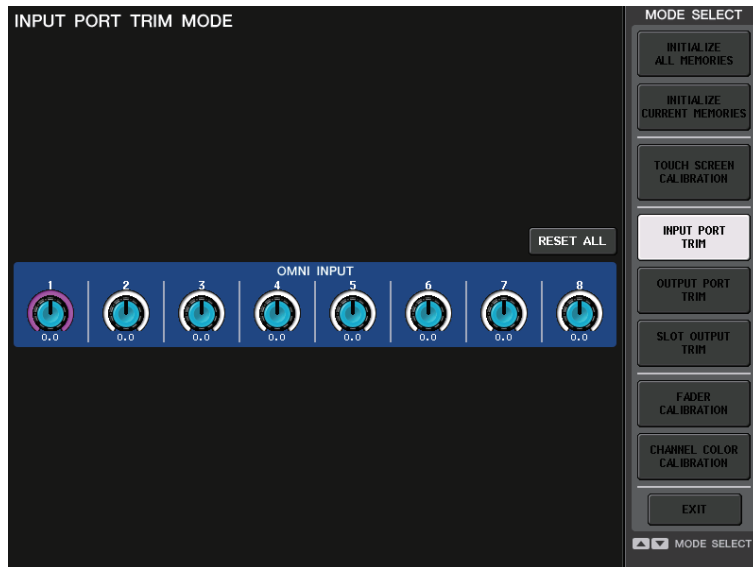 INPUT PORT TRIM MODE
RESET ALL
OMNI INPUT
1 2 3 4 5 6 7 8
0.0 0.0 0.0 0.0 0.0 0.0 0.0 0.0
MODE SELECT
INITIALIZE
ALL MEMORIES
INITIALIZE
CURRENT MEMORIES
TOUCH SCREEN
CALIBRATION
INPUT PORT
TRIM
OUTPUT PORT
TRIM
SLOT OUTPUT
TRIM
FADER
CALIBRATION
CHANNEL COLOR
CALIBRATION
EXIT
MODE SELECT